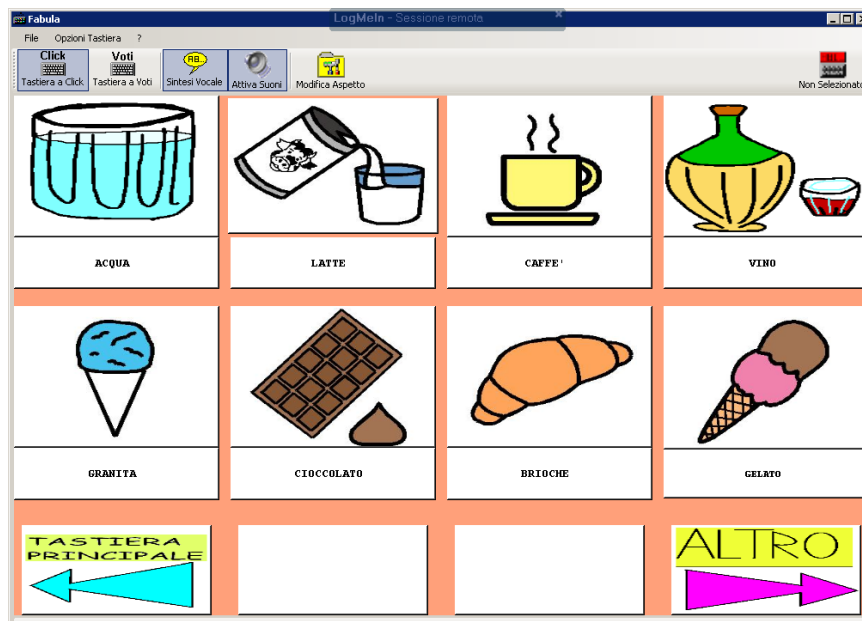 Fabula
LogMeIn - Sessione remota
File Opzioni Tastiera ?
Click Voti AB..
Tastiera a Click Tastiera a Voti Sintesi Vocale Attiva Suoni Modifica Aspetto Non Selezionato
ACQUA LATTE CAFFE' VINO
GRANITA CIOCCOLATO BRIOCHE GELATO
TASTIERA
PRINCIPALE
ALTRO